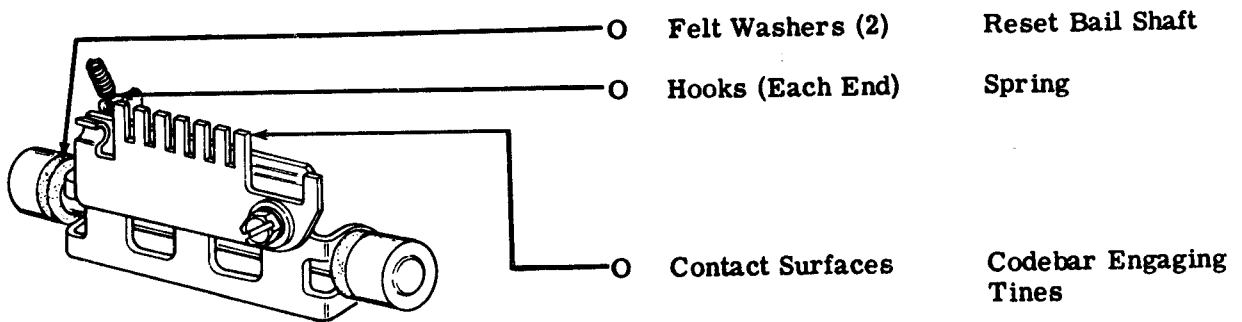 O Felt Washers (2) Reset Bail Shaft
O Hooks (Each End) Spring
O Contact Surfaces Codebar Engaging
Tines